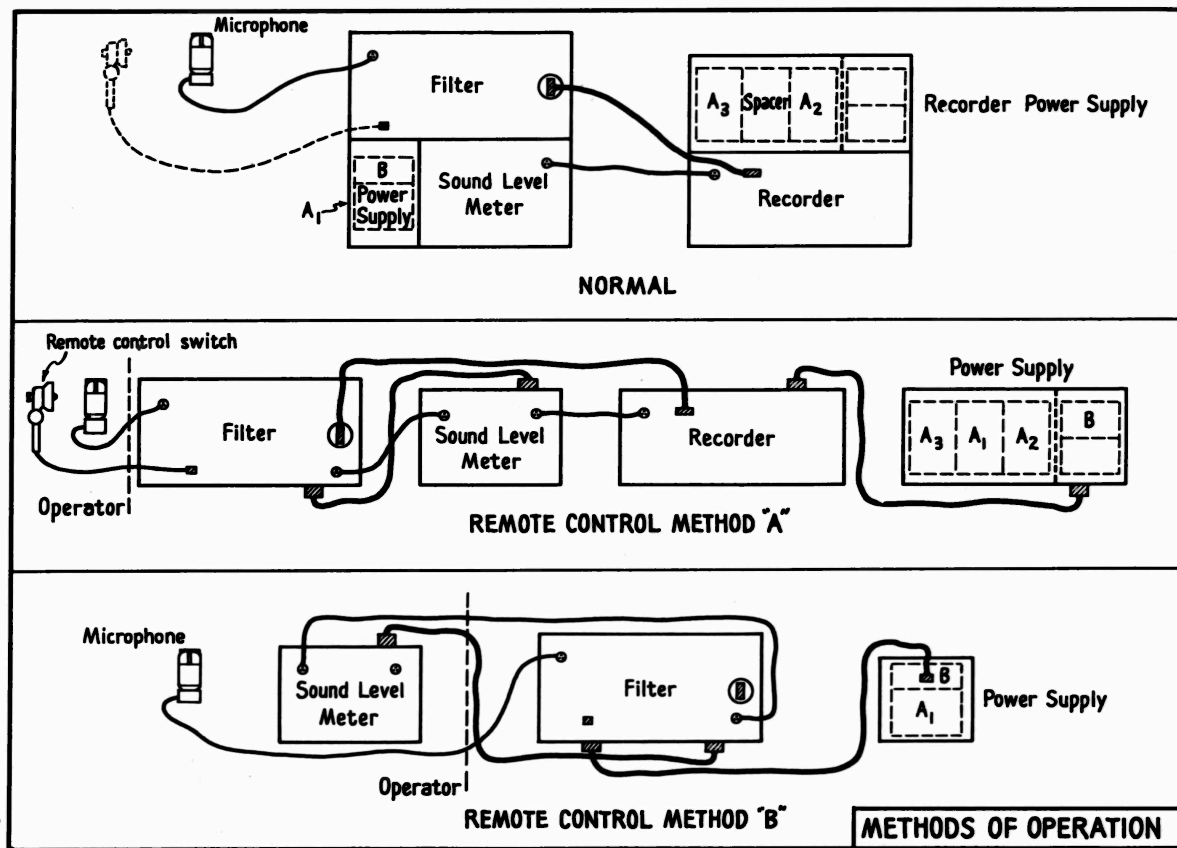 Microphone
Filter
B
Power
Supply
A₁
Sound Level
Meter
A₃
Spacer
A₂
Recorder Power Supply
Recorder
NORMAL
Remote control switch
Operator
Filter
Sound Level
Meter
Recorder
Power Supply
A₃
A₁
A₂
B
REMOTE CONTROL METHOD "A"
Microphone
Sound Level
Meter
Operator
Filter
B
A₁
Power Supply
REMOTE CONTROL METHOD "B"
METHODS OF OPERATION